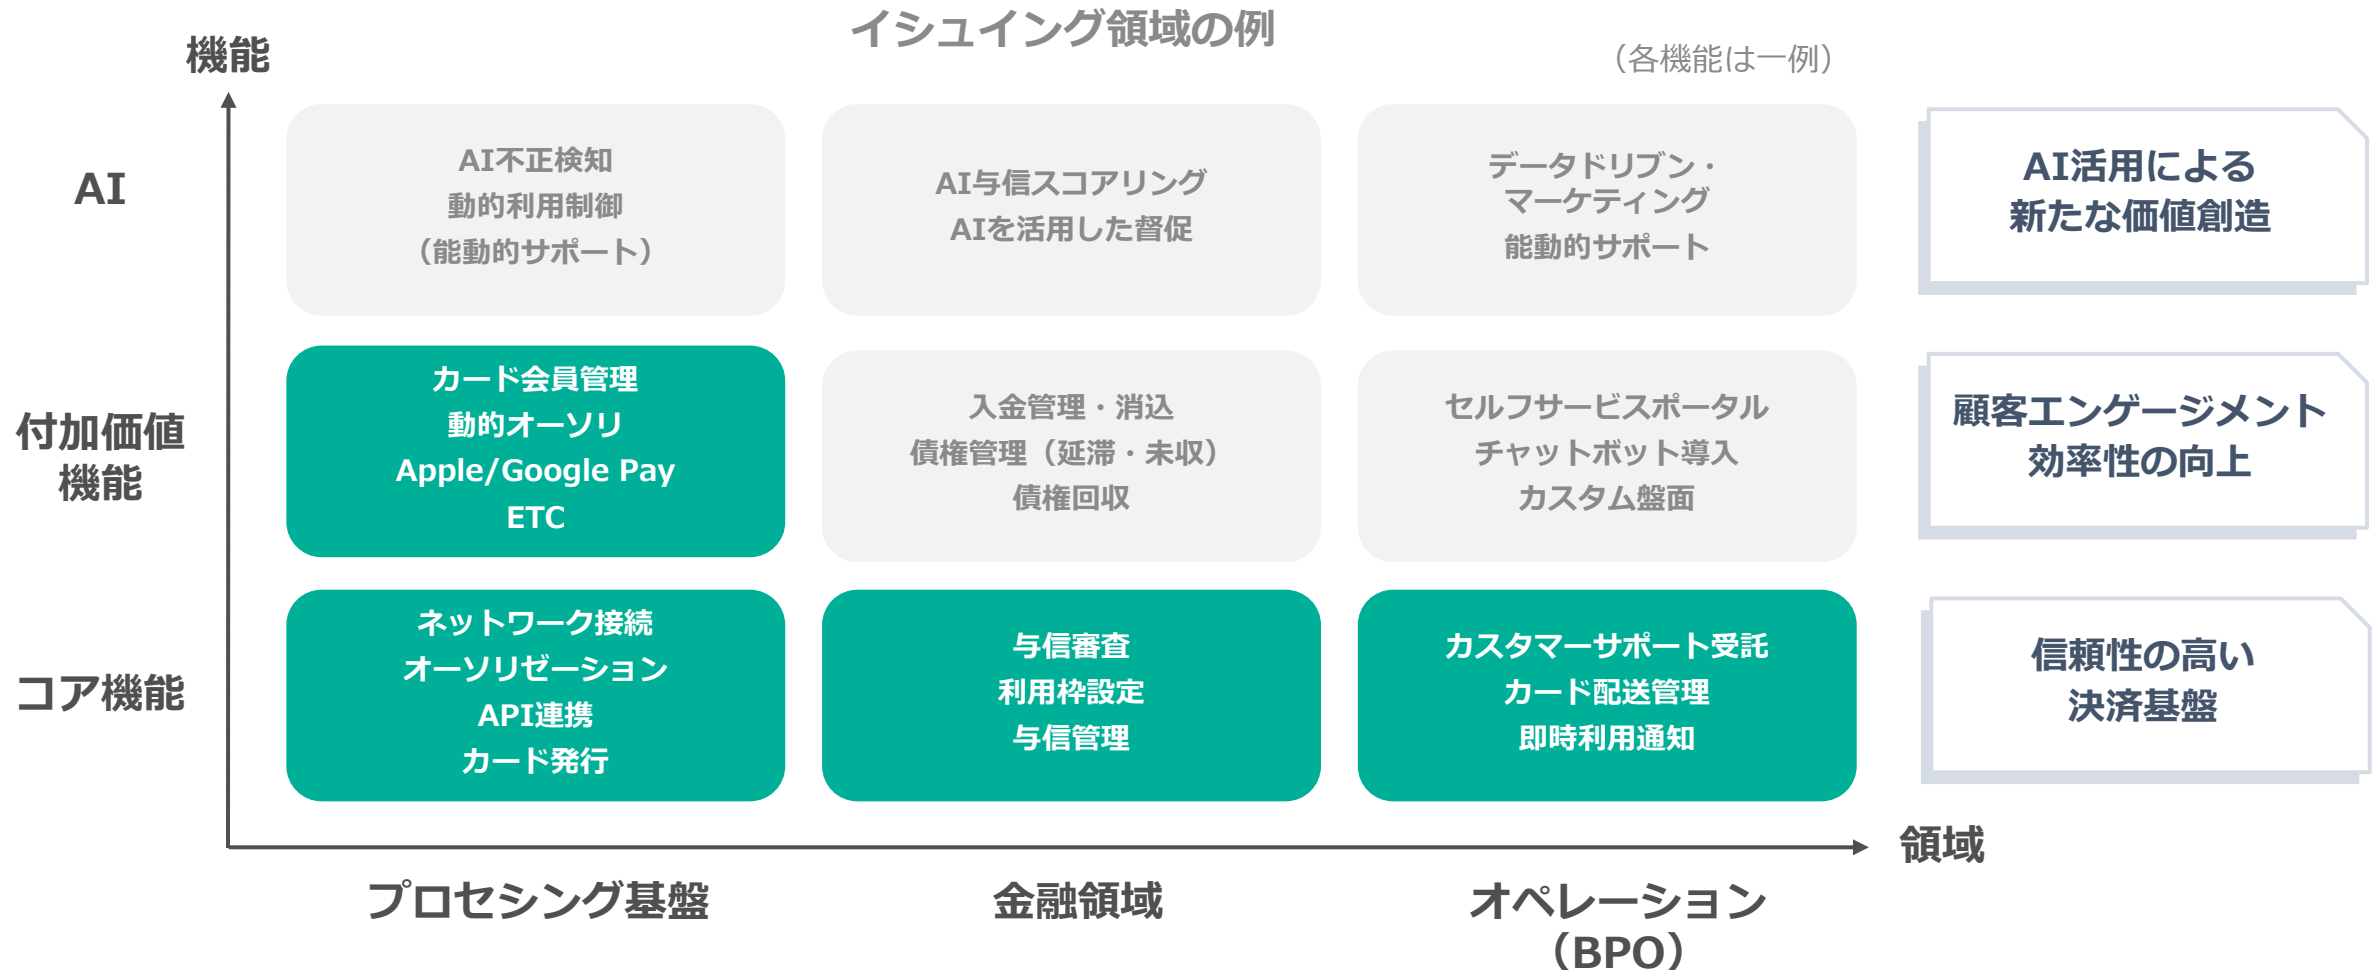 イシュイング領域の例
（各機能は一例）
機能
AI
AI不正検知
動的利用制御
（能動的サポート）
AI与信スコアリング
AIを活用した督促
データドリブン・
マーケティング
能動的サポート
AI活用による
新たな価値創造
付加価値
機能
カード会員管理
動的オーソリ
Apple/Google Pay
ETC
入金管理・消込
債権管理（延滞・未収）
債権回収
セルフサービスポータル
チャットボット導入
カスタム盤面
顧客エンゲージメント
効率性の向上
コア機能
ネットワーク接続
オーソリゼーション
API連携
カード発行
与信審査
利用枠設定
与信管理
カスタマーサポート受託
カード配送管理
即時利用通知
信頼性の高い
決済基盤
領域
プロセシング基盤
金融領域
オペレーション
（BPO）